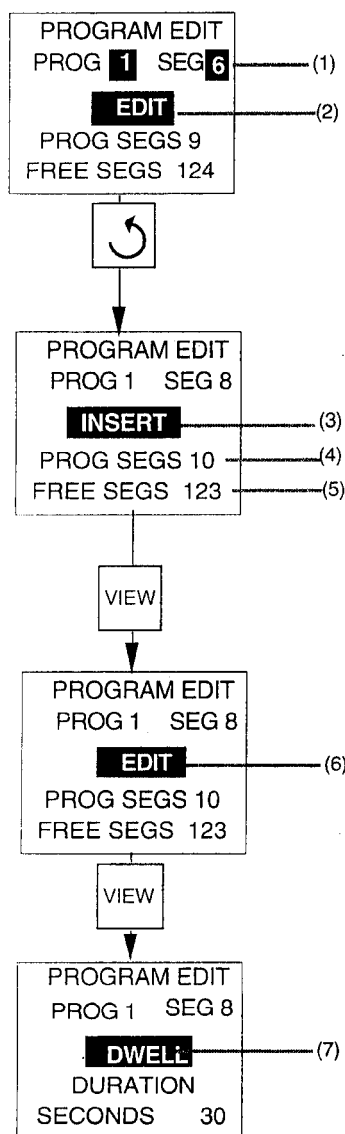 PROGRAM EDIT
PROG 1 SEG 6 (1)
EDIT (2)
PROG SEGS 9
FREE SEGS 124
PROGRAM EDIT
PROG 1 SEG 8
INSERT (3)
PROG SEGS 10 (4)
FREE SEGS 123 (5)
VIEW
PROGRAM EDIT
PROG 1 SEG 8
EDIT (6)
PROG SEGS 10
FREE SEGS 123
VIEW
PROGRAM EDIT
PROG 1 SEG 8
DWELL (7)
DURATION
SECONDS 30